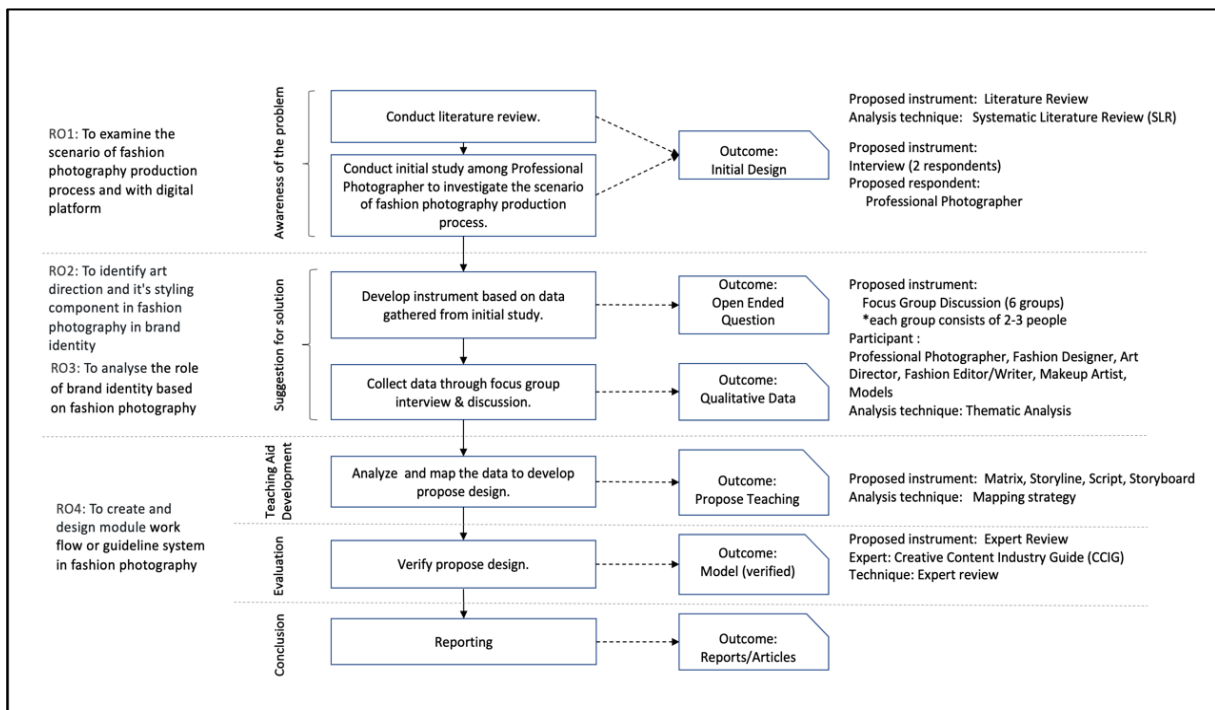 RO1: To examine the
scenario of fashion
photography production
process and with digital
platform
Awareness of the problem
Conduct literature review.
Conduct initial study among Professional
Photographer to investigate the scenario
of fashion photography production
process.
Outcome:
Initial Design
Proposed instrument: Literature Review
Analysis technique: Systematic Literature Review (SLR)
Proposed instrument:
Interview (2 respondents)
Proposed respondent:
Professional Photographer
RO2: To identify art
direction and it's styling
component in fashion
photography in brand
identity
RO3: To analyse the role
of brand identity based
on fashion photography
Suggestion for solution
Develop instrument based on data
gathered from initial study.
Outcome:
Open Ended
Question
Collect data through focus group
interview & discussion.
Outcome:
Qualitative Data
Proposed instrument:
Focus Group Discussion (6 groups)
*each group consists of 2-3 people
Participant :
Professional Photographer, Fashion Designer, Art
Director, Fashion Editor/Writer, Makeup Artist,
Models
Analysis technique: Thematic Analysis
RO4: To create and
design module work
flow or guideline system
in fashion photography
Teaching Aid
Development
Analyze and map the data to develop
propose design.
Outcome:
Propose Teaching
Proposed instrument: Matrix, Storyline, Script, Storyboard
Analysis technique: Mapping strategy
Evaluation
Verify propose design.
Outcome:
Model (verified)
Proposed instrument: Expert Review
Expert: Creative Content Industry Guide (CCIG)
Technique: Expert review
Conclusion
Reporting
Outcome:
Reports/Articles